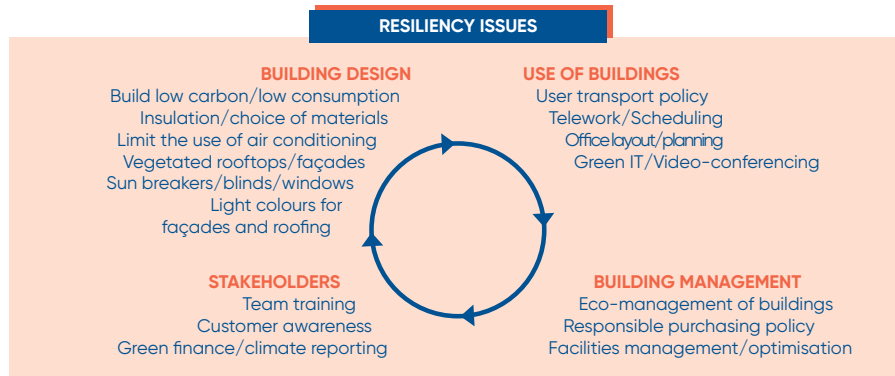 RESILIENCY ISSUES
BUILDING DESIGN
Build low carbon/low consumption
Insulation/choice of materials
Limit the use of air conditioning
Vegetated rooftops/façades
Sun breakers/blinds/windows
Light colours for
façades and roofing
USE OF BUILDINGS
User transport policy
Telework/Scheduling
Office layout/planning
Green IT/Video-conferencing
STAKEHOLDERS
Team training
Customer awareness
Green finance/climate reporting
BUILDING MANAGEMENT
Eco-management of buildings
Responsible purchasing policy
Facilities management/optimisation